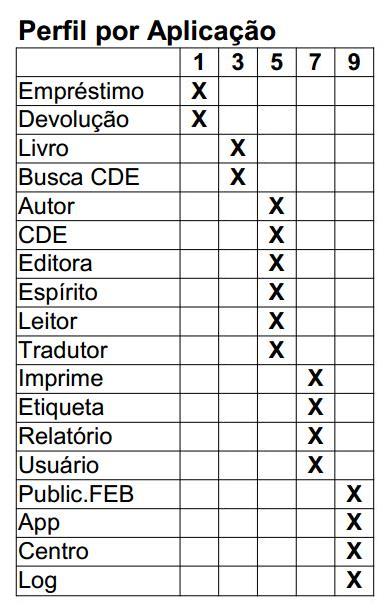 Perfil por Aplicação
1 3 5 7 9
Empréstimo X
Devolução X
Livro X
Busca CDE X
Autor X
CDE X
Editora X
Espírito X
Leitor X
Tradutor X
Imprime X
Etiqueta X
Relatório X
Usuário X
Public.FEB X
App X
Centro X
Log X